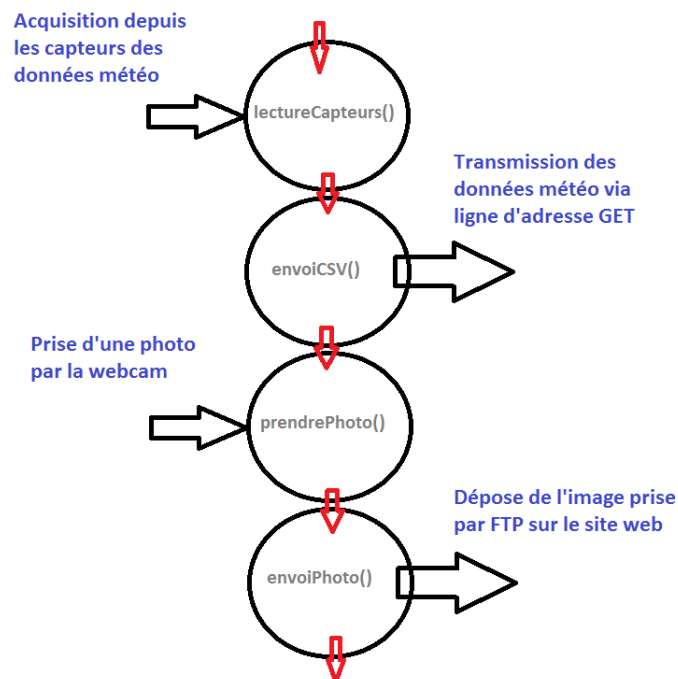 Acquisition depuis
les capteurs des
données météo
lectureCapteurs()
Transmission des
données météo via
ligne d'adresse GET
envoiCSV()
Prise d'une photo
par la webcam
prendrePhoto()
Dépose de l'image prise
par FTP sur le site web
envoiPhoto()